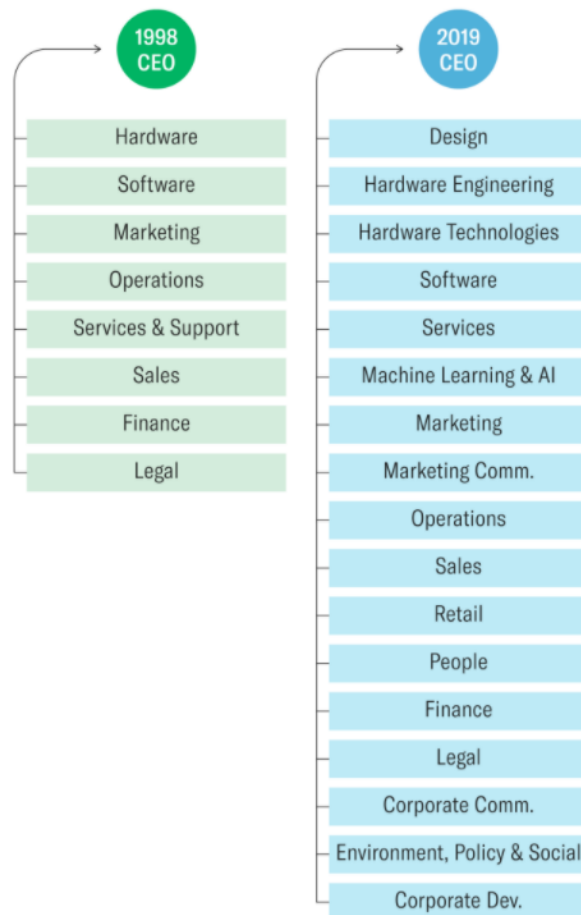 1998
CEO
Hardware
Software
Marketing
Operations
Services & Support
Sales
Finance
Legal
2019
CEO
Design
Hardware Engineering
Hardware Technologies
Software
Services
Machine Learning & AI
Marketing
Marketing Comm.
Operations
Sales
Retail
People
Finance
Legal
Corporate Comm.
Environment, Policy & Social
Corporate Dev.